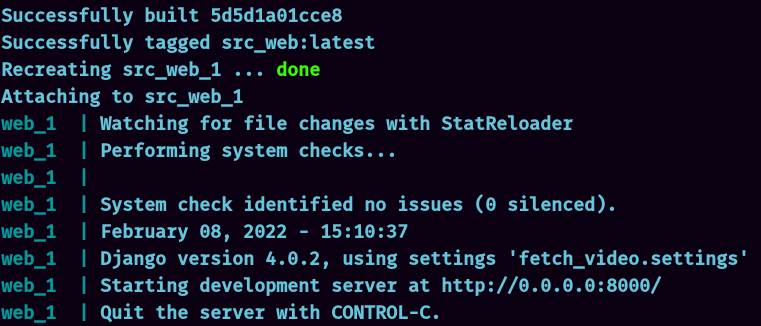 Successfully built 5d5d1a01cce8
Successfully tagged src_web:latest
Recreating src_web_1 ... done
Attaching to src_web_1
web_1  | Watching for file changes with StatReloader
web_1  | Performing system checks...
web_1  |
web_1  | System check identified no issues (0 silenced).
web_1  | February 08, 2022 - 15:10:37
web_1  | Django version 4.0.2, using settings 'fetch_video.settings'
web_1  | Starting development server at http://0.0.0.0:8000/
web_1  | Quit the server with CONTROL-C.